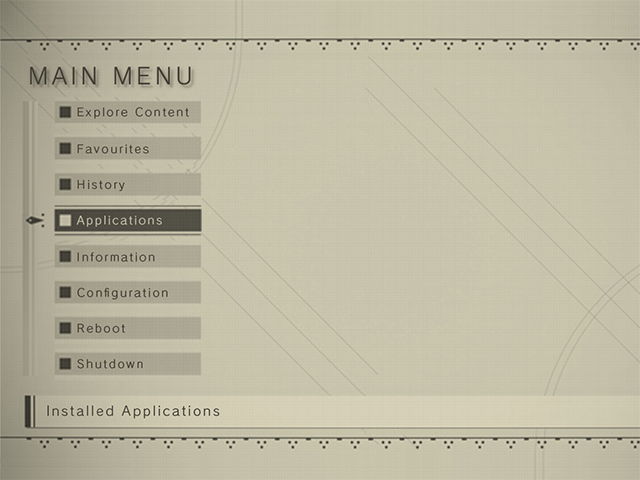 MAIN MENU
Explore Content
Favourites
History
Applications
Information
Configuration
Reboot
Shutdown
Installed Applications